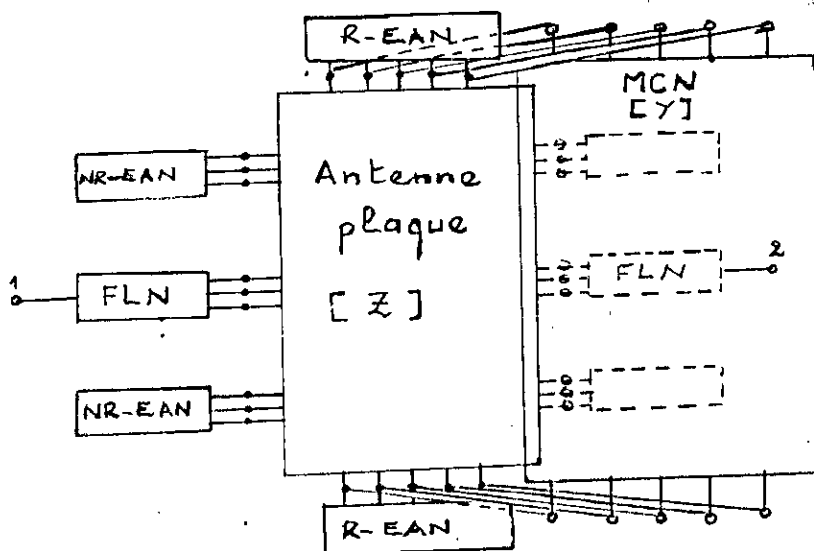 R-EAN
MCN
[Y]
NR-EAN
Antenne
plaque
[Z]
1
FLN
FLN
2
NR-EAN
R-EAN